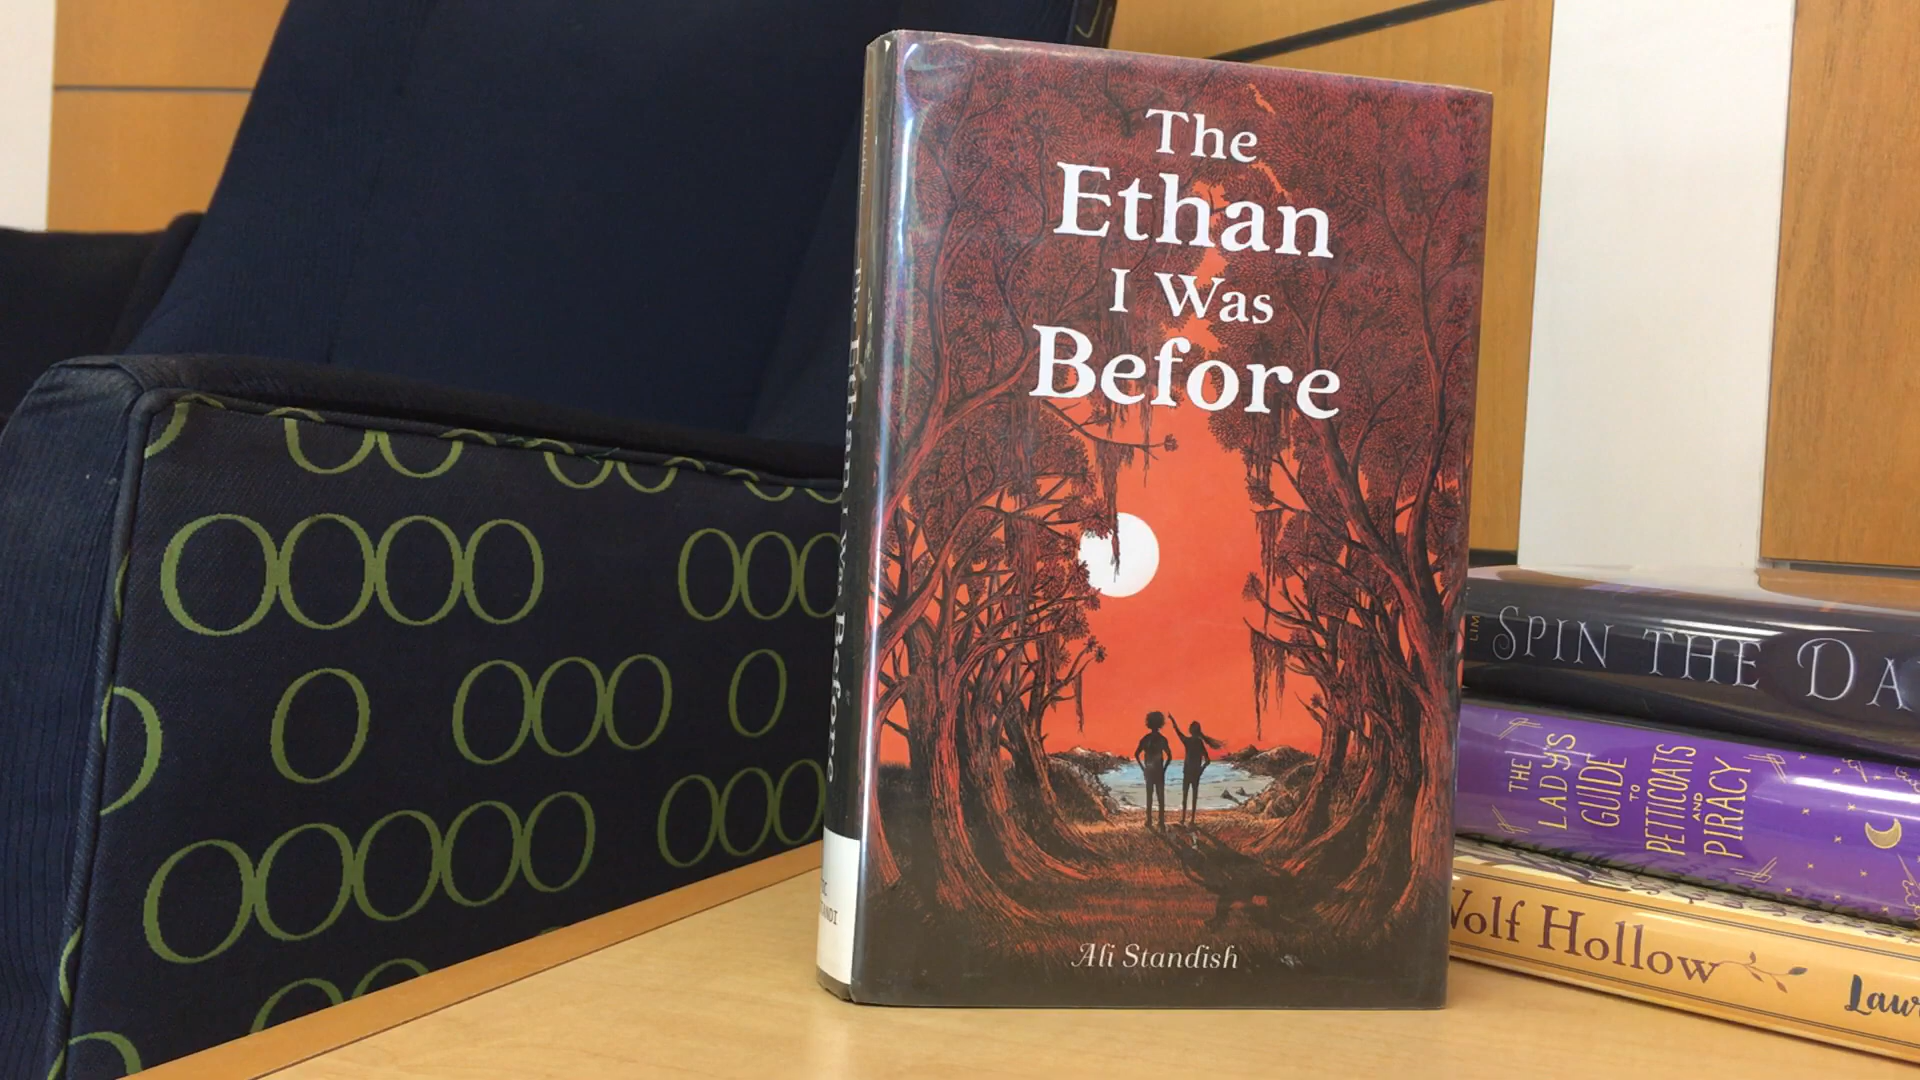 The
Ethan
I Was
Before
Ali Standish
The Ethan I Was Before
LIM
SPIN THE DA
THE
LADY'S
GUIDE
TO
PETTICOATS
AND
PIRACY
Wolf Hollow